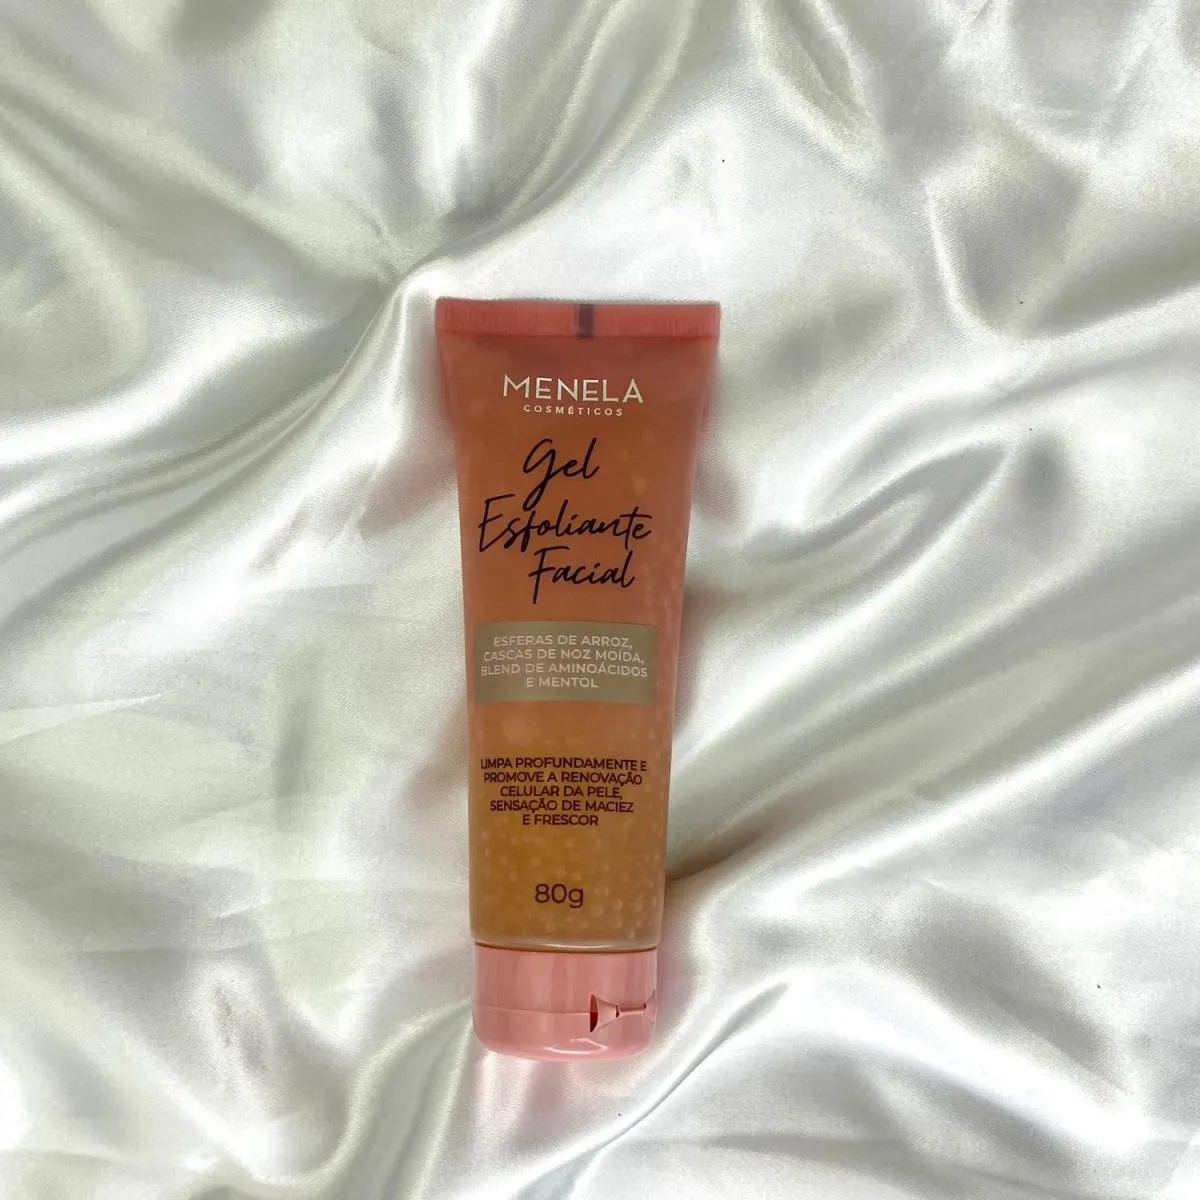 MENELA
COSMÉTICOS
Gel
Esfoliante
Facial
ESFERAS DE ARROZ,
CASCAS DE NOZ MOÍDA,
BLEND DE AMINOÁCIDOS
E MENTOL
LIMPA PROFUNDAMENTE E
PROMOVE A RENOVAÇÃO
CELULAR DA PELE,
SENSAÇÃO DE MACIEZ
E FRESCOR
80g